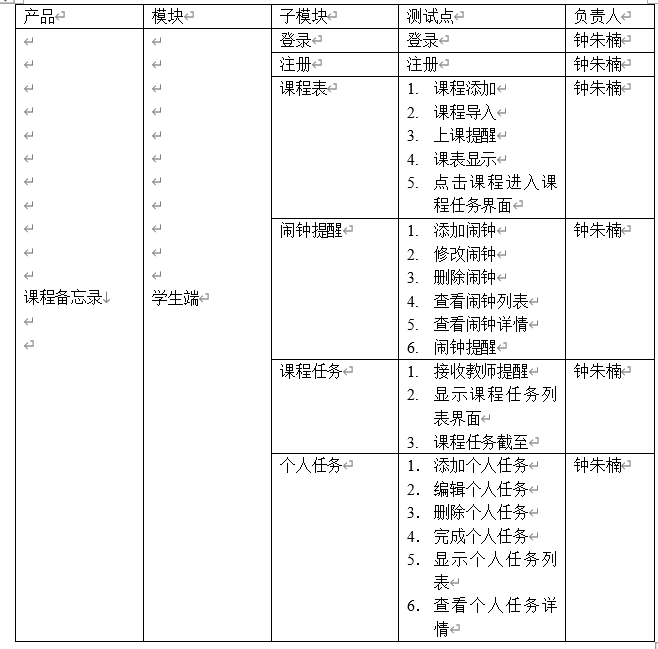 产品 模块 子模块 测试点 负责人
登录 登录 钟朱楠
注册 注册 钟朱楠
课程表 1. 课程添加 钟朱楠
2. 课程导入
3. 上课提醒
4. 课表显示
5. 点击课程进入课
程任务界面
闹钟提醒 1. 添加闹钟 钟朱楠
2. 修改闹钟
3. 删除闹钟
课程备忘录 学生端 4. 查看闹钟列表
5. 查看闹钟详情
6. 闹钟提醒
课程任务 1. 接收教师提醒 钟朱楠
2. 显示课程任务列
表界面
3. 课程任务截至
个人任务 1. 添加个人任务 钟朱楠
2. 编辑个人任务
3. 删除个人任务
4. 完成个人任务
5. 显示个人任务列
表
6. 查看个人任务详
情